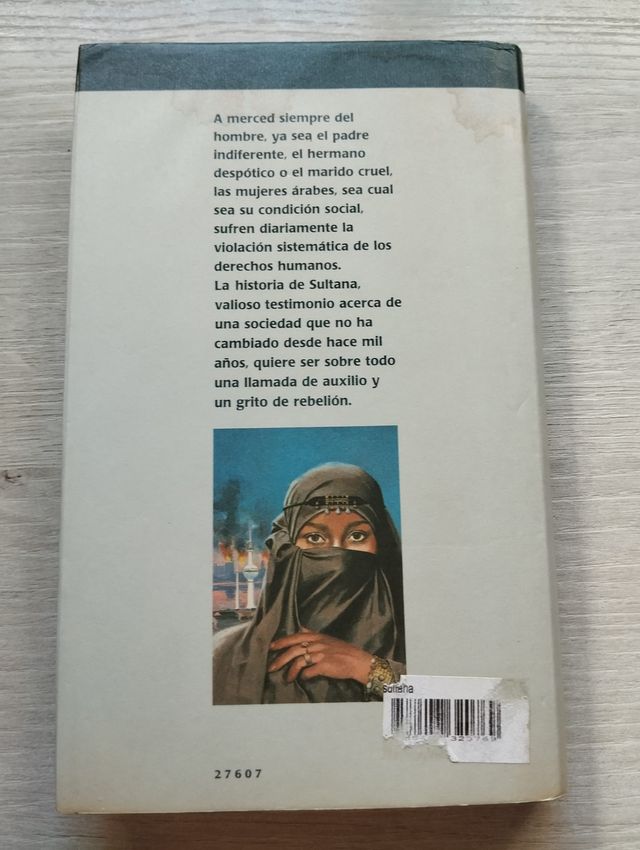 A merced siempre del
hombre, ya sea el padre
indiferente, el hermano
despótico o el marido cruel,
las mujeres árabes, sea cual
sea su condición social,
sufren diariamente la
violación sistemática de los
derechos humanos.
La historia de Sultana,
valioso testimonio acerca de
una sociedad que no ha
cambiado desde hace mil
años, quiere ser sobre todo
una llamada de auxilio y
un grito de rebelión.
Sultana
27607